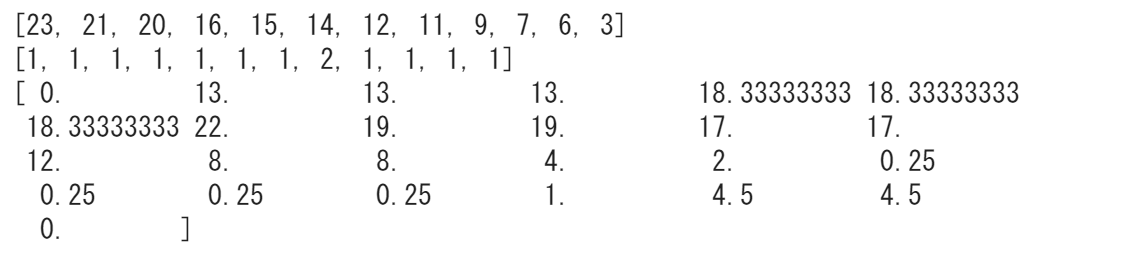 [23, 21, 20, 16, 15, 14, 12, 11, 9, 7, 6, 3]
[1, 1, 1, 1, 1, 1, 1, 2, 1, 1, 1, 1]
[ 0. 13. 13. 13. 18.33333333 18.33333333
18.33333333 22. 19. 19. 17. 17.
12. 8. 8. 4. 2. 0.25
0.25 0.25 0.25 1. 4.5 4.5
0. ]